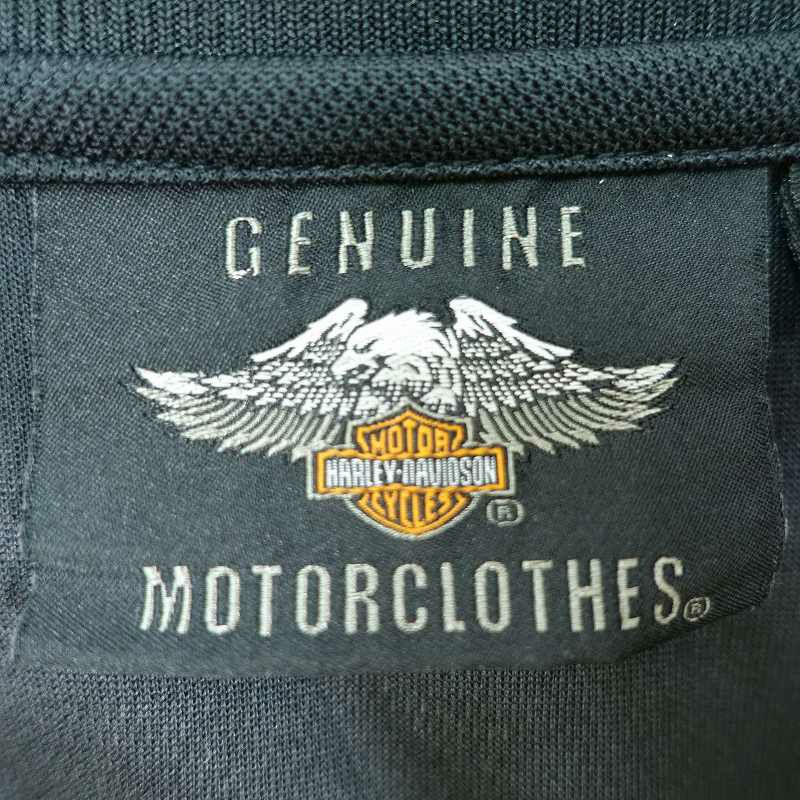 GENUINE
MOTOR
HARLEY-DAVIDSON
CYCLES
®
MOTORCLOTHES®